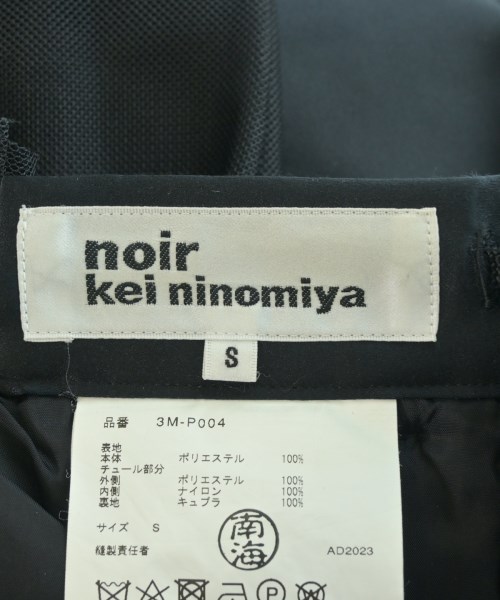 noir
kei ninomiya
S
品番 3M-P004
表地
本体 ポリエステル 100%
チュール部分
外側 ポリエステル 100%
内側 ナイロン 100%
裏地 キュプラ 100%
サイズ S
南海
縫製責任者 AD2023
P W